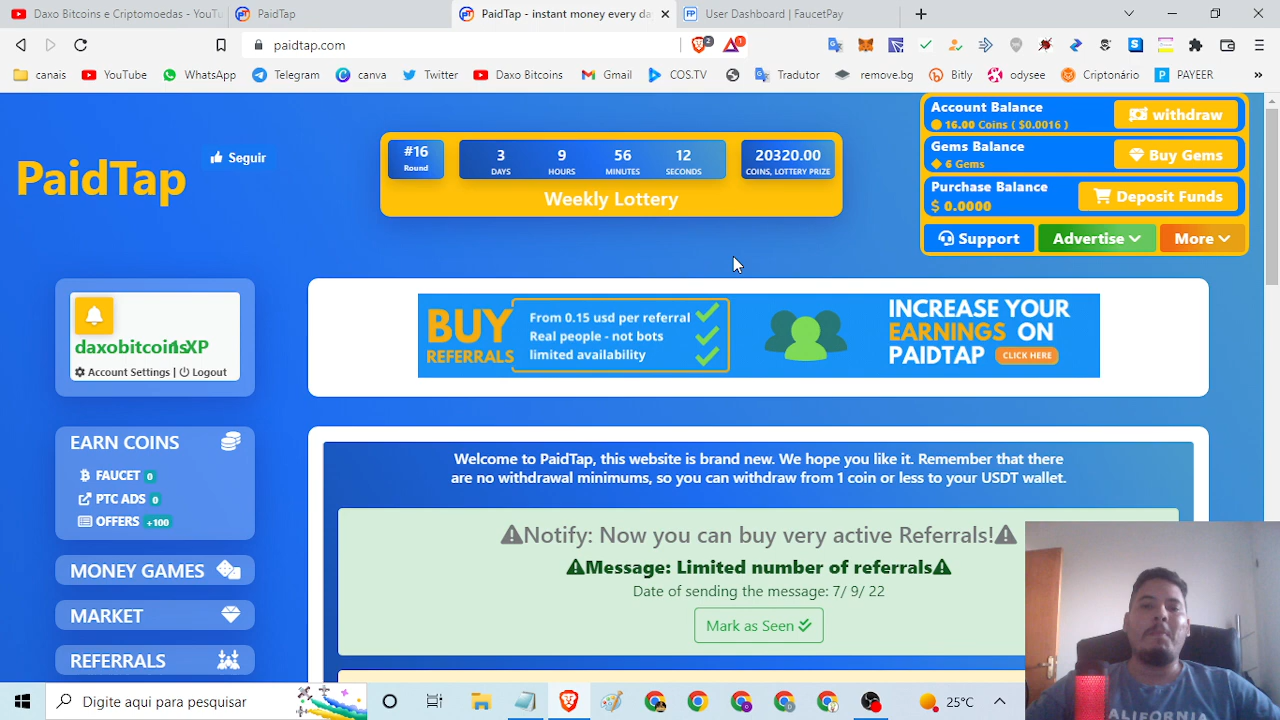 Daxo Bitcoins e Criptomoedas - YouTu
PaidTap
PaidTap - instant money every da
User Dashboard | FaucetPay
paidtap.com
2
1
canais
YouTube
WhatsApp
Telegram
canva
Twitter
Daxo Bitcoins
Gmail
COS.TV
Tradutor
remove.bg
Bitly
odysee
Criptonário
PAYEER
PaidTap
Seguir
#16
Round
3 9 56 12
DAYS HOURS MINUTES SECONDS
20320.00
COINS, LOTTERY PRIZE
Weekly Lottery
Account Balance
16.00 Coins ( $0.0016 )
withdraw
Gems Balance
6 Gems
Buy Gems
Purchase Balance
$ 0.0000
Deposit Funds
Support
Advertise
More
daxobitcoins
XP
Account Settings | Logout
BUY
REFERRALS
From 0.15 usd per referral
Real people - not bots
limited availability
INCREASE YOUR
EARNINGS ON
PAIDTAP
CLICK HERE
EARN COINS
FAUCET 0
PTC ADS 0
OFFERS +100
MONEY GAMES
MARKET
REFERRALS
Welcome to PaidTap, this website is brand new. We hope you like it. Remember that there
are no withdrawal minimums, so you can withdraw from 1 coin or less to your USDT wallet.
Notify: Now you can buy very active Referrals!
Message: Limited number of referrals
Date of sending the message: 7/ 9/ 22
Mark as Seen
CALIFORNIA
Digite aqui para pesquisar
25°C